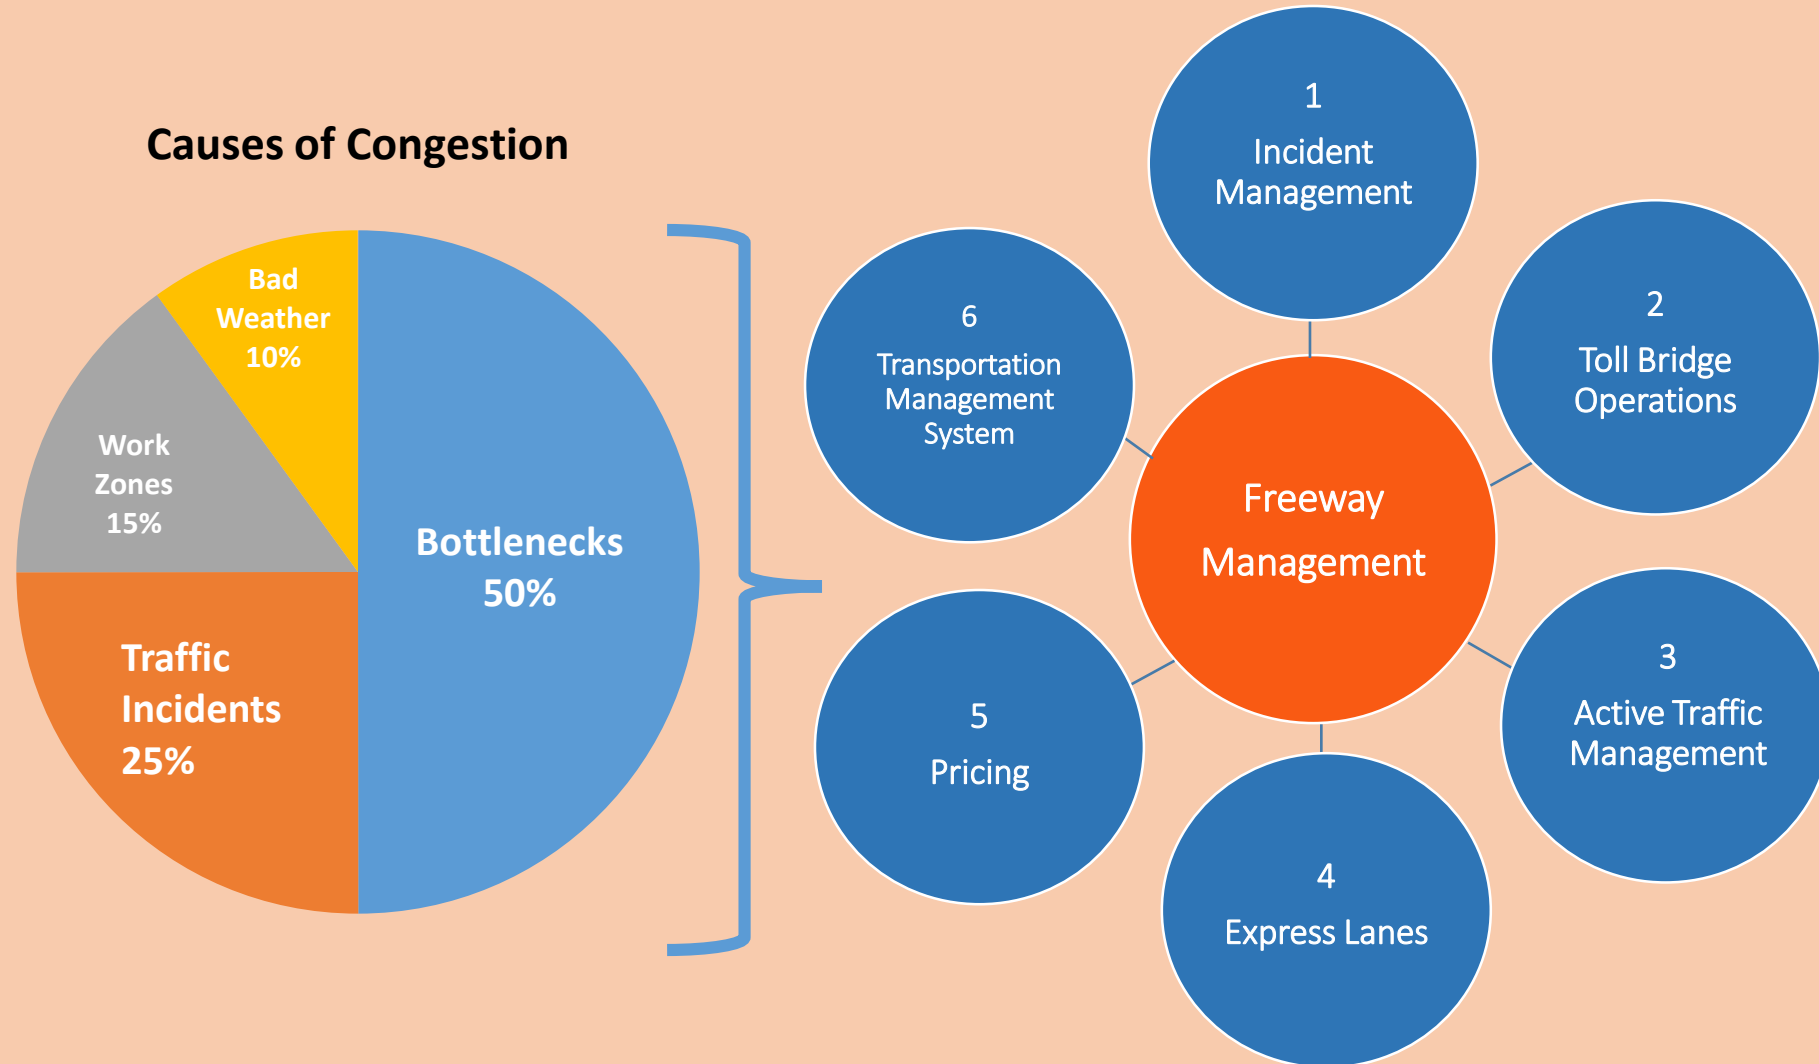 Causes of Congestion
Bad
Weather
10%
Work
Zones
15%
Bottlenecks
50%
Traffic
Incidents
25%
1
Incident
Management
2
Toll Bridge
Operations
3
Active Traffic
Management
4
Express Lanes
5
Pricing
6
Transportation
Management
System
Freeway
Management